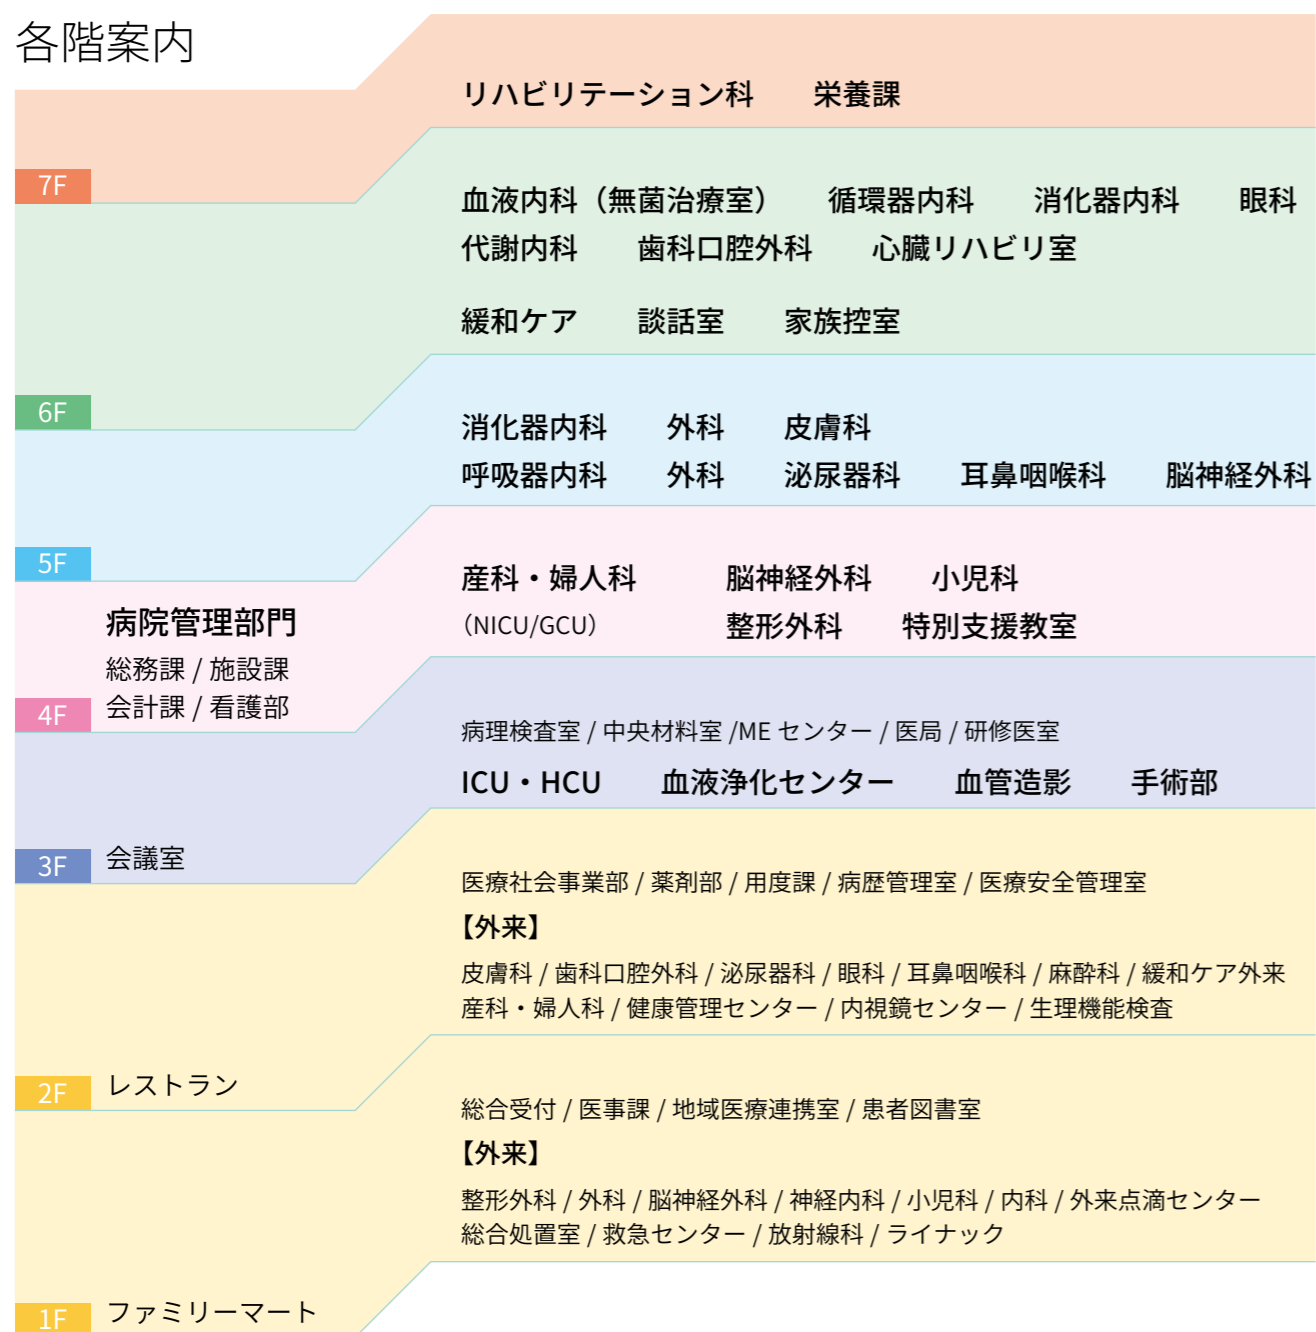 各階案内
リハビリテーション科 栄養課
7F
血液内科（無菌治療室） 循環器内科 消化器内科 眼科
代謝内科 歯科口腔外科 心臓リハビリ室
緩和ケア 談話室 家族控室
6F
消化器内科 外科 皮膚科
呼吸器内科 外科 泌尿器科 耳鼻咽喉科 脳神経外科
5F
産科・婦人科 脳神経外科 小児科
（NICU/GCU） 整形外科 特別支援教室
病院管理部門
総務課 / 施設課
会計課 / 看護部
4F
病理検査室 / 中央材料室 /ME センター / 医局 / 研修医室
ICU・HCU 血液浄化センター 血管造影 手術部
3F 会議室
医療社会事業部 / 薬剤部 / 用度課 / 病歴管理室 / 医療安全管理室
【外来】
皮膚科 / 歯科口腔外科 / 泌尿器科 / 眼科 / 耳鼻咽喉科 / 麻酔科 / 緩和ケア外来
産科・婦人科 / 健康管理センター / 内視鏡センター / 生理機能検査
2F レストラン
総合受付 / 医事課 / 地域医療連携室 / 患者図書室
【外来】
整形外科 / 外科 / 脳神経外科 / 神経内科 / 小児科 / 内科 / 外来点滴センター
総合処置室 / 救急センター / 放射線科 / ライナック
1F ファミリーマート